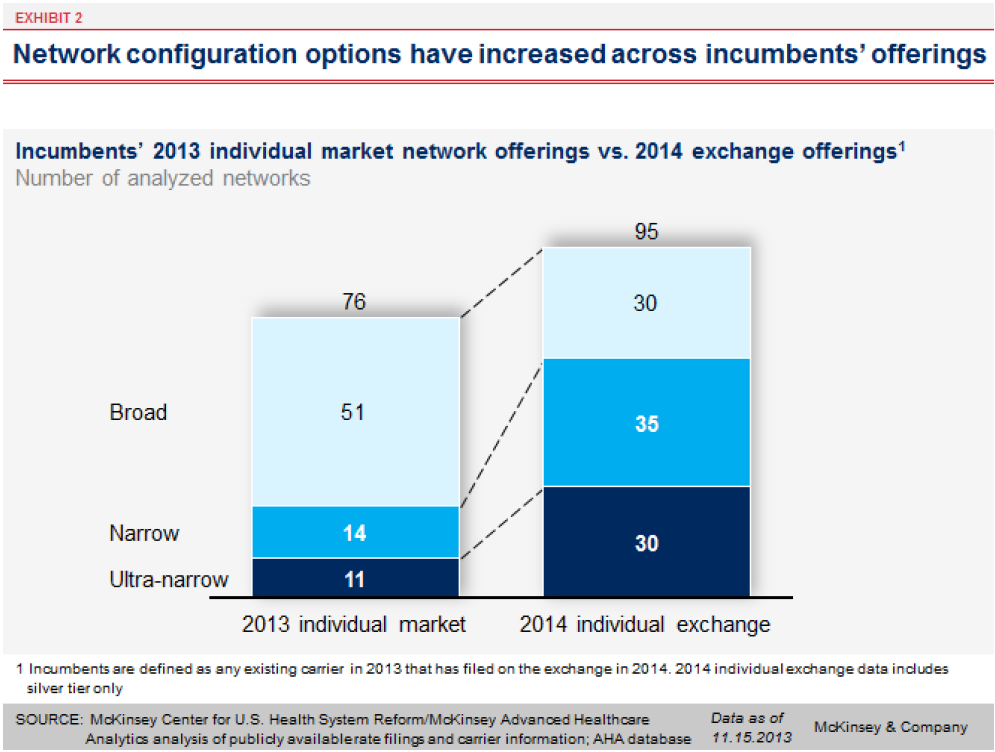 EXHIBIT 2
Network configuration options have increased across incumbents’ offerings
Incumbents’ 2013 individual market network offerings vs. 2014 exchange offerings1
Number of analyzed networks
95
76
30
Broad
51
35
Narrow
14
30
Ultra-narrow
11
2013 individual market
2014 individual exchange
1 Incumbents are defined as any existing carrier in 2013 that has filed on the exchange in 2014. 2014 individual exchange data includes
silver tier only
SOURCE: McKinsey Center for U.S. Health System Reform/McKinsey Advanced Healthcare
Analytics analysis of publicly available rate filings and carrier information; AHA database
Data as of
11.15.2013
McKinsey & Company